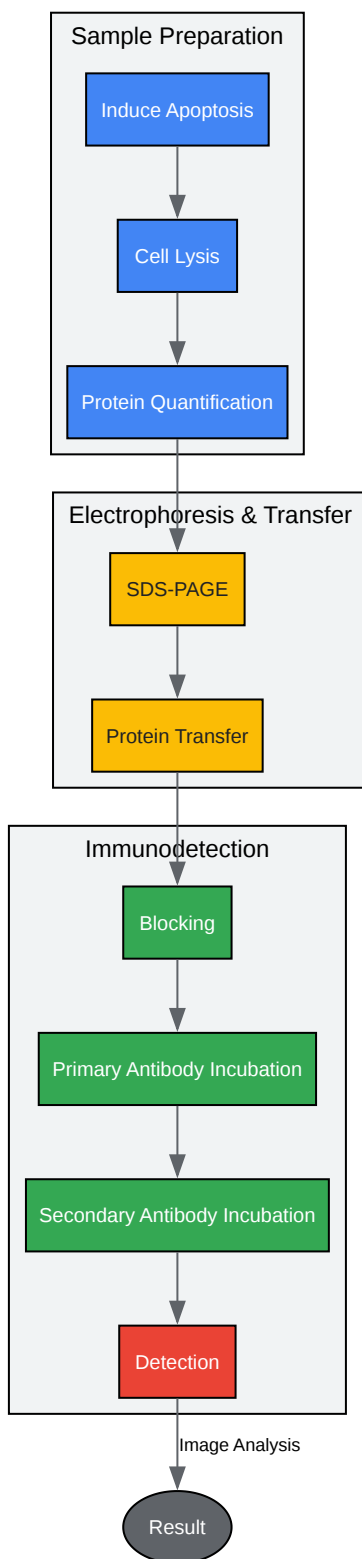 Sample Preparation
Induce Apoptosis
Cell Lysis
Protein Quantification
Electrophoresis & Transfer
SDS-PAGE
Protein Transfer
Immunodetection
Blocking
Primary Antibody Incubation
Secondary Antibody Incubation
Detection
Image Analysis
Result